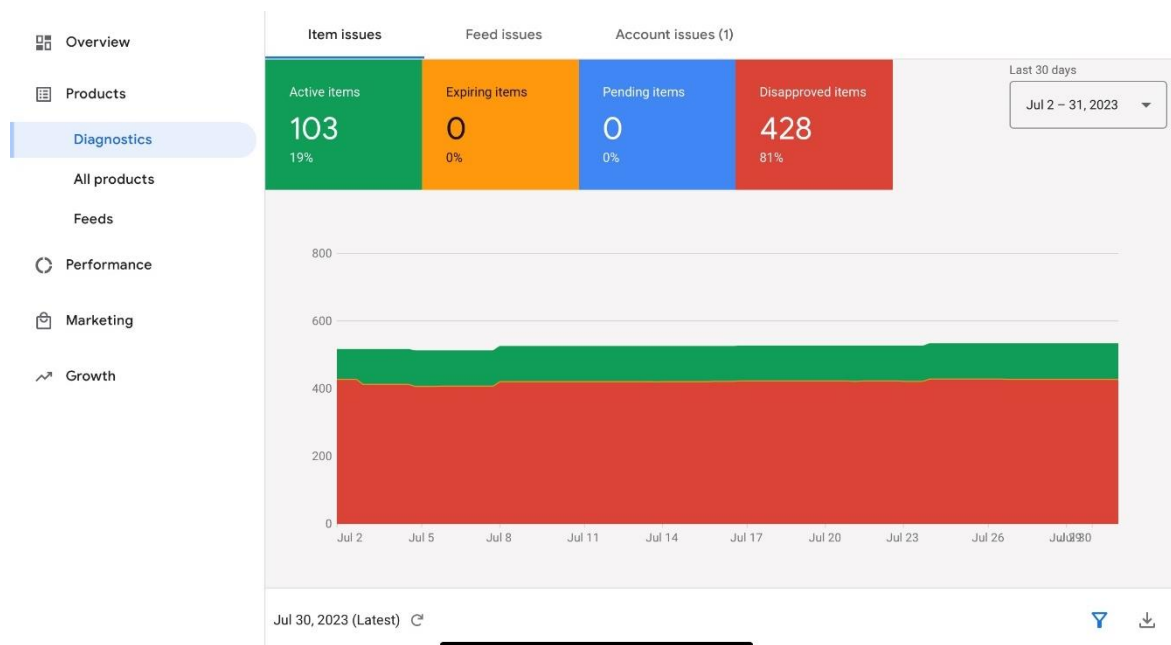 Overview
Products
Diagnostics
All products
Feeds
Performance
Marketing
Growth
Item issues
Feed issues
Account issues (1)
Active items
103
19%
Expiring items
0
0%
Pending items
0
0%
Disapproved items
428
81%
Last 30 days
Jul 2 – 31, 2023
800
600
400
200
0
Jul 2
Jul 5
Jul 8
Jul 11
Jul 14
Jul 17
Jul 20
Jul 23
Jul 26
Jul 30, 2023 (Latest)